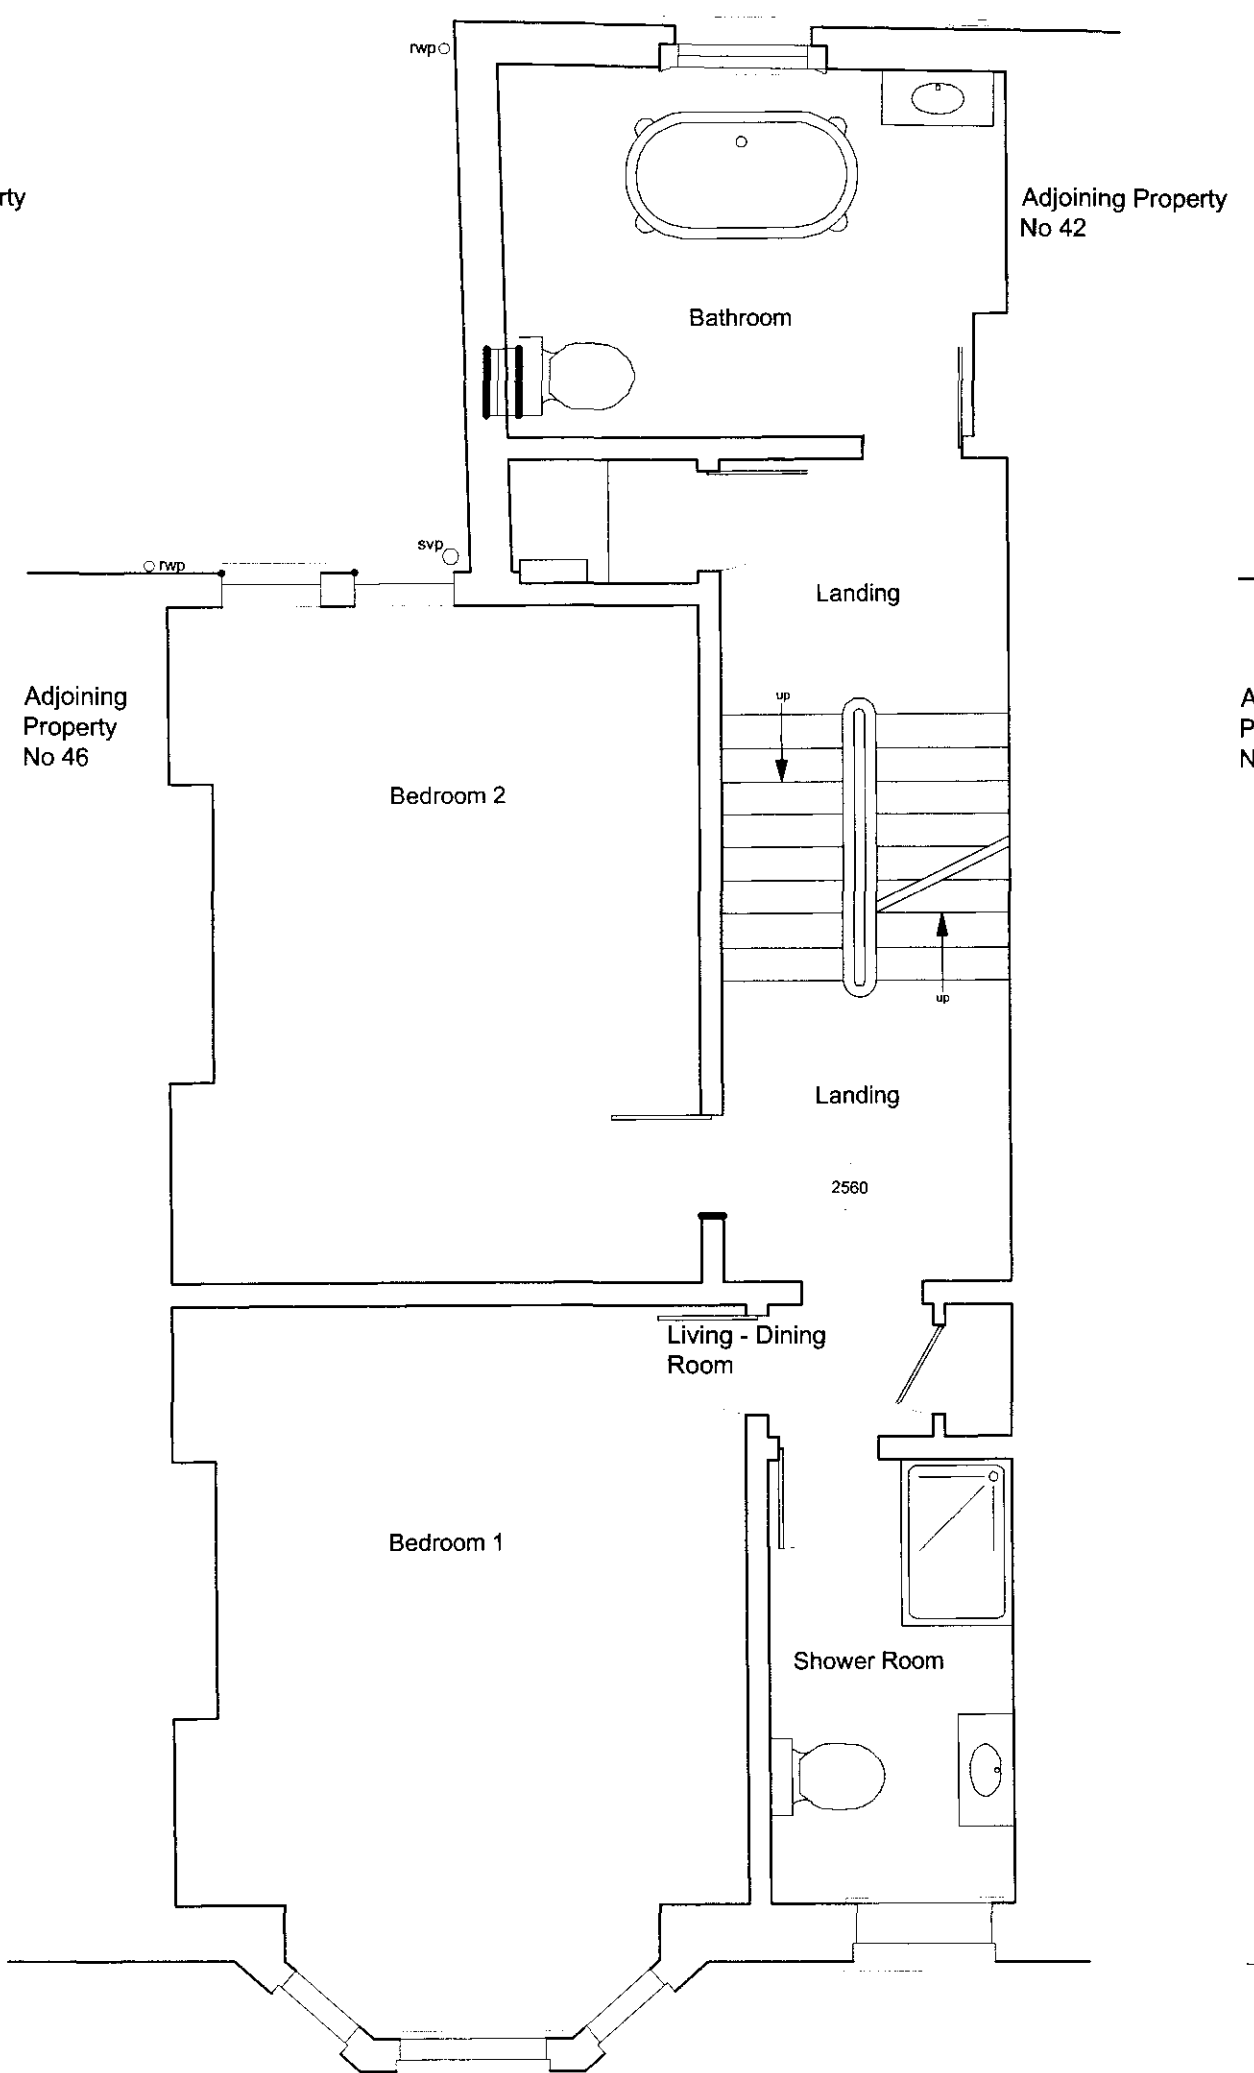 rwp
rty
Adjoining Property
No 42
Bathroom
svp
rwp
Landing
Adjoining
Property
No 46
up
Bedroom 2
up
Landing
2560
Living - Dining
Room
Bedroom 1
Shower Room
A
P
N